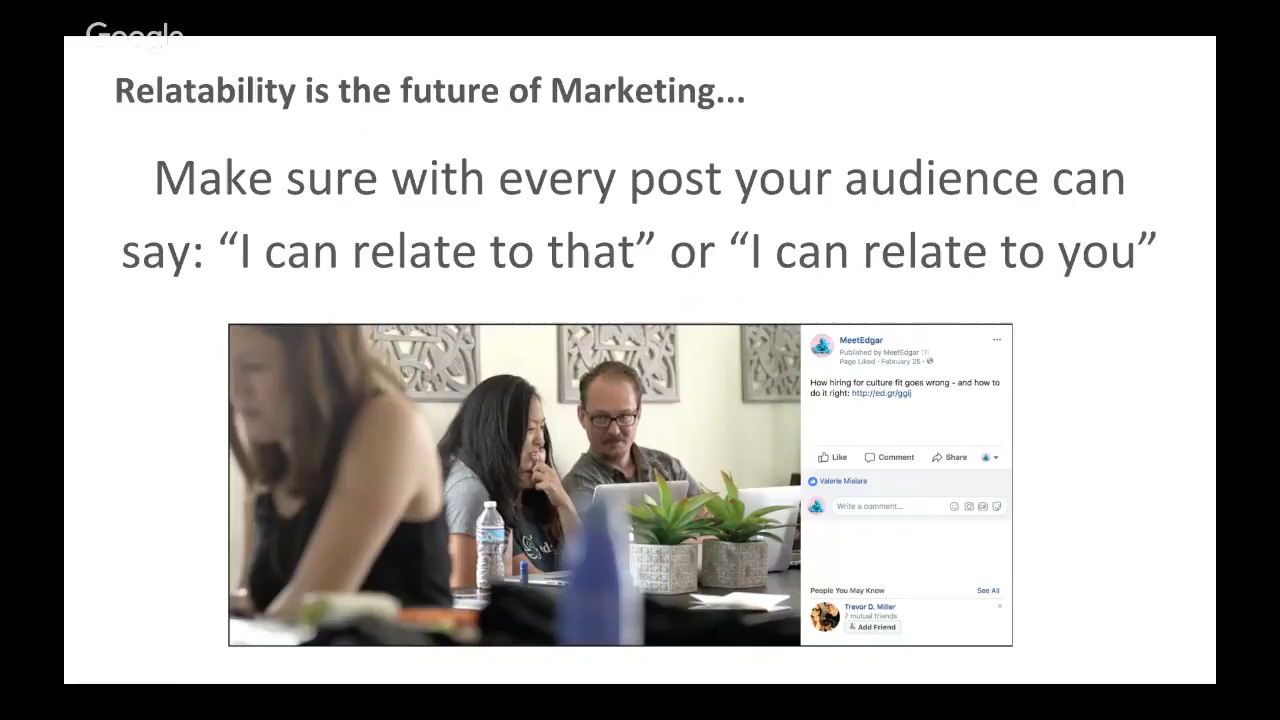 Google
Relatability is the future of Marketing...
Make sure with every post your audience can
say: “I can relate to that” or “I can relate to you”
MeetEdgar
Published by MeetEdgar [?]
Page Liked · February 25 ·
How hiring for culture fit goes wrong - and how to
do it right: http://ed.gr/ggij
Like Comment Share
Valerie Misiara
Write a comment...
People You May Know See All
Trevor D. Miller
7 mutual friends
Add Friend